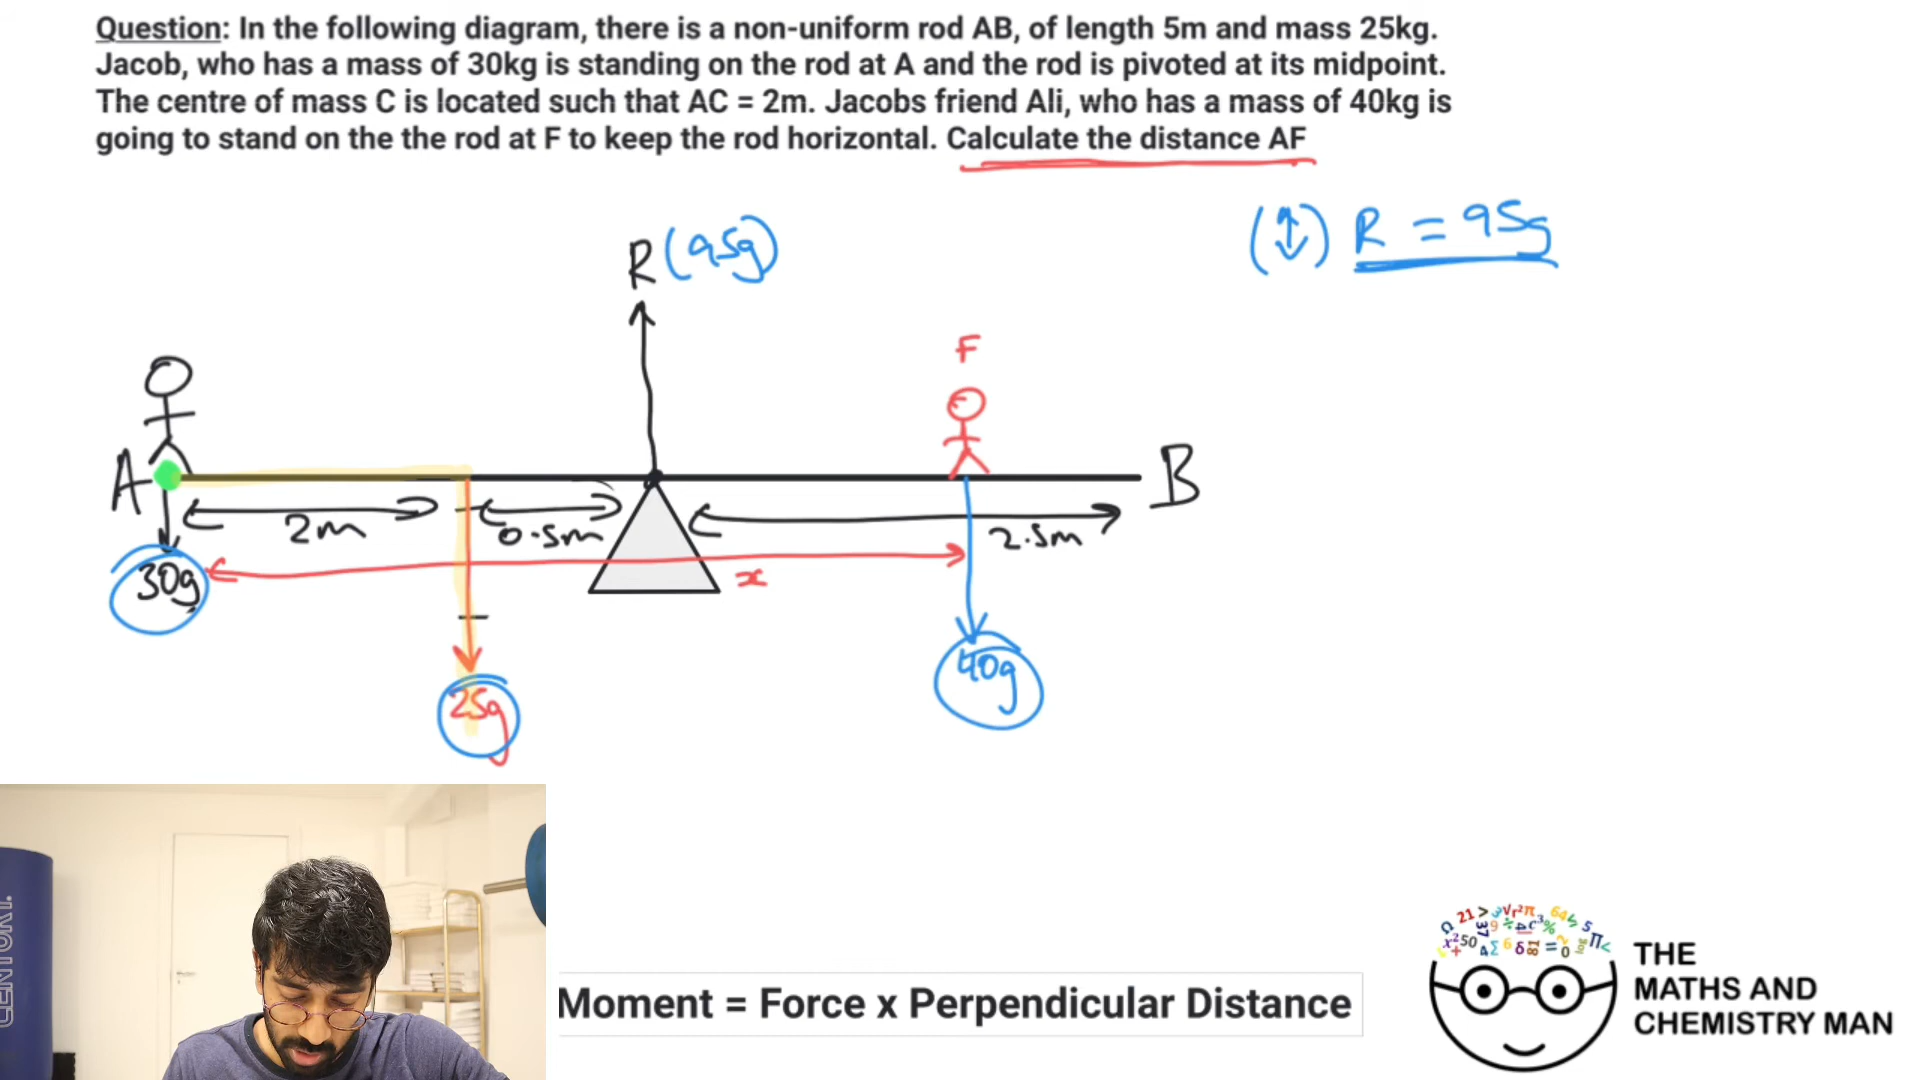 Question: In the following diagram, there is a non-uniform rod AB, of length 5m and mass 25kg.
Jacob, who has a mass of 30kg is standing on the rod at A and the rod is pivoted at its midpoint.
The centre of mass C is located such that AC = 2m. Jacobs friend Ali, who has a mass of 40kg is
going to stand on the the rod at F to keep the rod horizontal. Calculate the distance AF
(↕) R = 95g
R (95g)
F
A
B
2m
0.5m
2.5m
x
30g
40g
25g
CENTURY.
Moment = Force x Perpendicular Distance
THE
MATHS AND
CHEMISTRY MAN